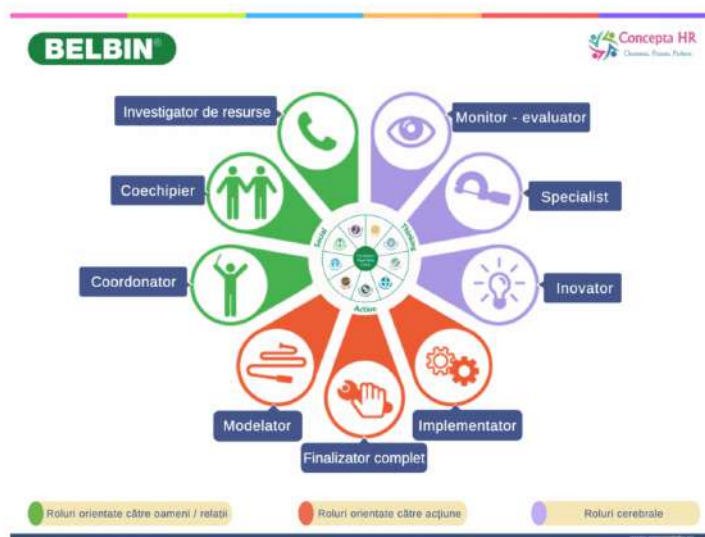 BELBIN®
Concepta HR
Investigator de resurse
Monitor - evaluator
Coechipier
Specialist
Coordonator
Inovator
Social
Thinking
Active
Modelator
Implementator
Finalizator complet
Roluri orientate către oameni / relații
Roluri orientate către acțiune
Roluri cerebrale